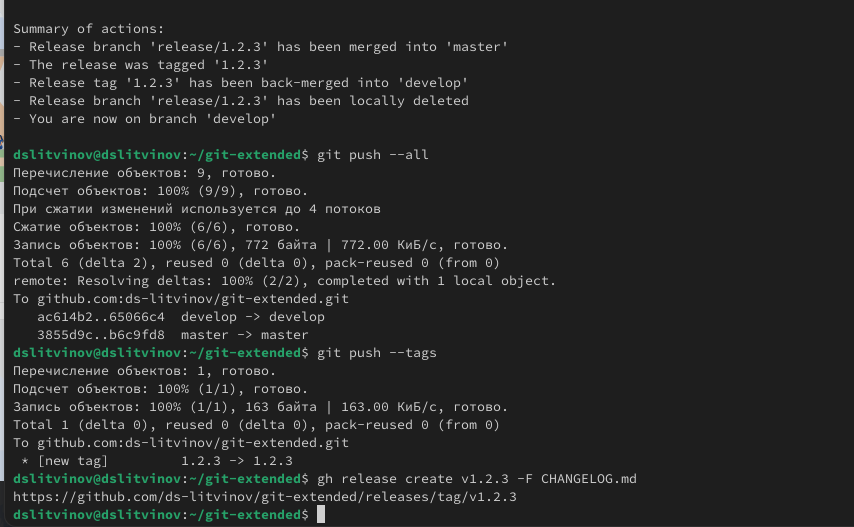 Summary of actions:
- Release branch 'release/1.2.3' has been merged into 'master'
- The release was tagged '1.2.3'
- Release tag '1.2.3' has been back-merged into 'develop'
- Release branch 'release/1.2.3' has been locally deleted
- You are now on branch 'develop'
dslitvinov@dslitvinov:~/git-extended$ git push --all
Перечисление объектов: 9, готово.
Подсчет объектов: 100% (9/9), готово.
При сжатии изменений используется до 4 потоков
Сжатие объектов: 100% (6/6), готово.
Запись объектов: 100% (6/6), 772 байта | 772.00 КиБ/с, готово.
Total 6 (delta 2), reused 0 (delta 0), pack-reused 0 (from 0)
remote: Resolving deltas: 100% (2/2), completed with 1 local object.
To github.com:ds-litvinov/git-extended.git
   ac614b2..65066c4  develop -> develop
   3855d9c..b6c9fd8  master -> master
dslitvinov@dslitvinov:~/git-extended$ git push --tags
Перечисление объектов: 1, готово.
Подсчет объектов: 100% (1/1), готово.
Запись объектов: 100% (1/1), 163 байта | 163.00 КиБ/с, готово.
Total 1 (delta 0), reused 0 (delta 0), pack-reused 0 (from 0)
To github.com:ds-litvinov/git-extended.git
 * [new tag]         1.2.3 -> 1.2.3
dslitvinov@dslitvinov:~/git-extended$ gh release create v1.2.3 -F CHANGELOG.md
https://github.com/ds-litvinov/git-extended/releases/tag/v1.2.3
dslitvinov@dslitvinov:~/git-extended$